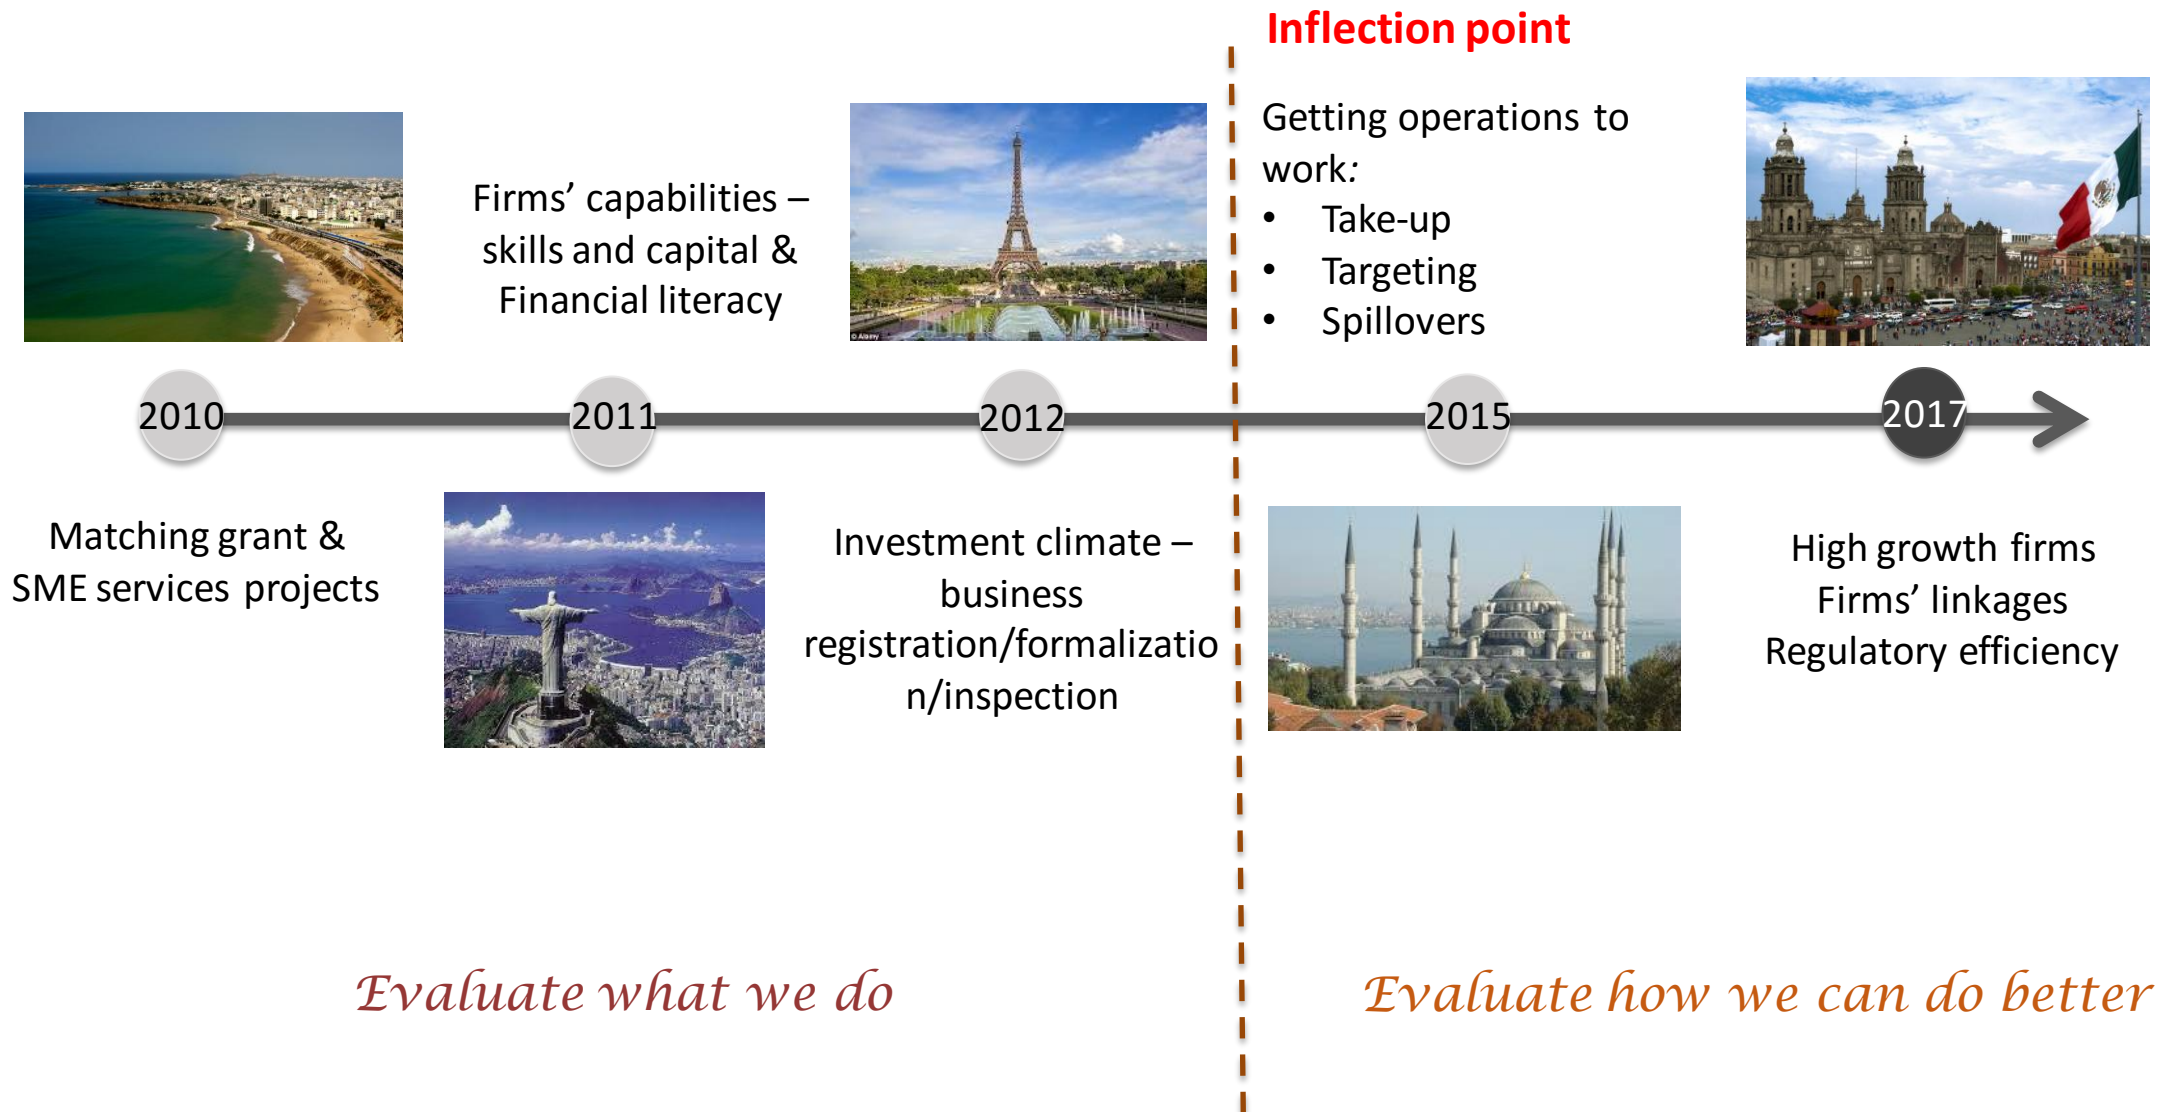 Inflection point
Firms’ capabilities –
skills and capital &
Financial literacy
© Alamy
Getting operations to
work:
• Take-up
• Targeting
• Spillovers
2010
2011
2012
2015
2017
Matching grant &
SME services projects
Investment climate –
business
registration/formalizatio
n/inspection
High growth firms
Firms’ linkages
Regulatory efficiency
Evaluate what we do
Evaluate how we can do better